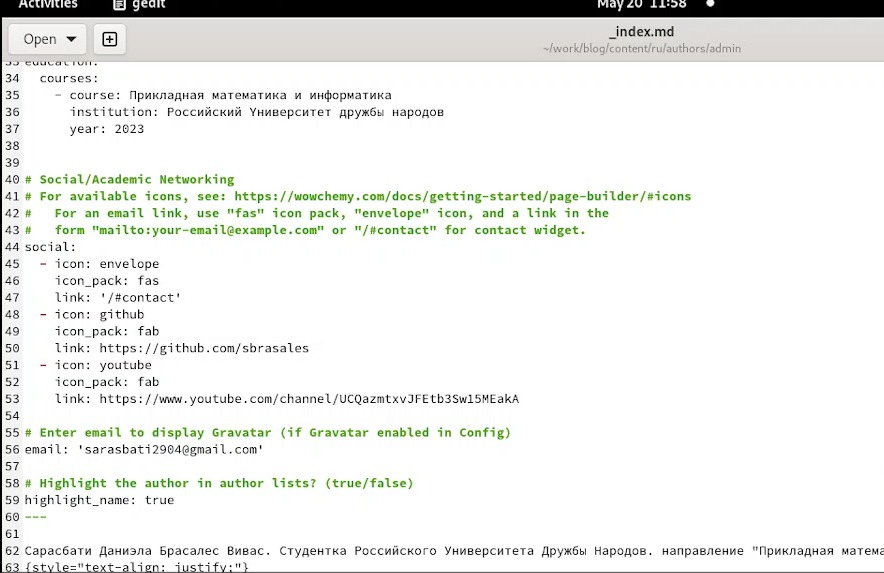 Activities gedit May 20 11:58
Open _index.md
~/work/blog/content/ru/authors/admin
33 education:
34 courses:
35 - course: Прикладная математика и информатика
36 institution: Российский Университет дружбы народов
37 year: 2023
38
39
40 # Social/Academic Networking
41 # For available icons, see: https://wowchemy.com/docs/getting-started/page-builder/#icons
42 # For an email link, use "fas" icon pack, "envelope" icon, and a link in the
43 # form "mailto:your-email@example.com" or "/#contact" for contact widget.
44 social:
45 - icon: envelope
46 icon_pack: fas
47 link: '/#contact'
48 - icon: github
49 icon_pack: fab
50 link: https://github.com/sbrasales
51 - icon: youtube
52 icon_pack: fab
53 link: https://www.youtube.com/channel/UCQazmtxvJFEtb3Sw15MEakA
54
55 # Enter email to display Gravatar (if Gravatar enabled in Config)
56 email: 'sarasbati2904@gmail.com'
57
58 # Highlight the author in author lists? (true/false)
59 highlight_name: true
60 ---
61
62 Сарасбати Даниэла Брасалес Вивас. Студентка Российского Университета Дружбы Народов. направление "Прикладная матема
63 {style="text-align: justify;"}